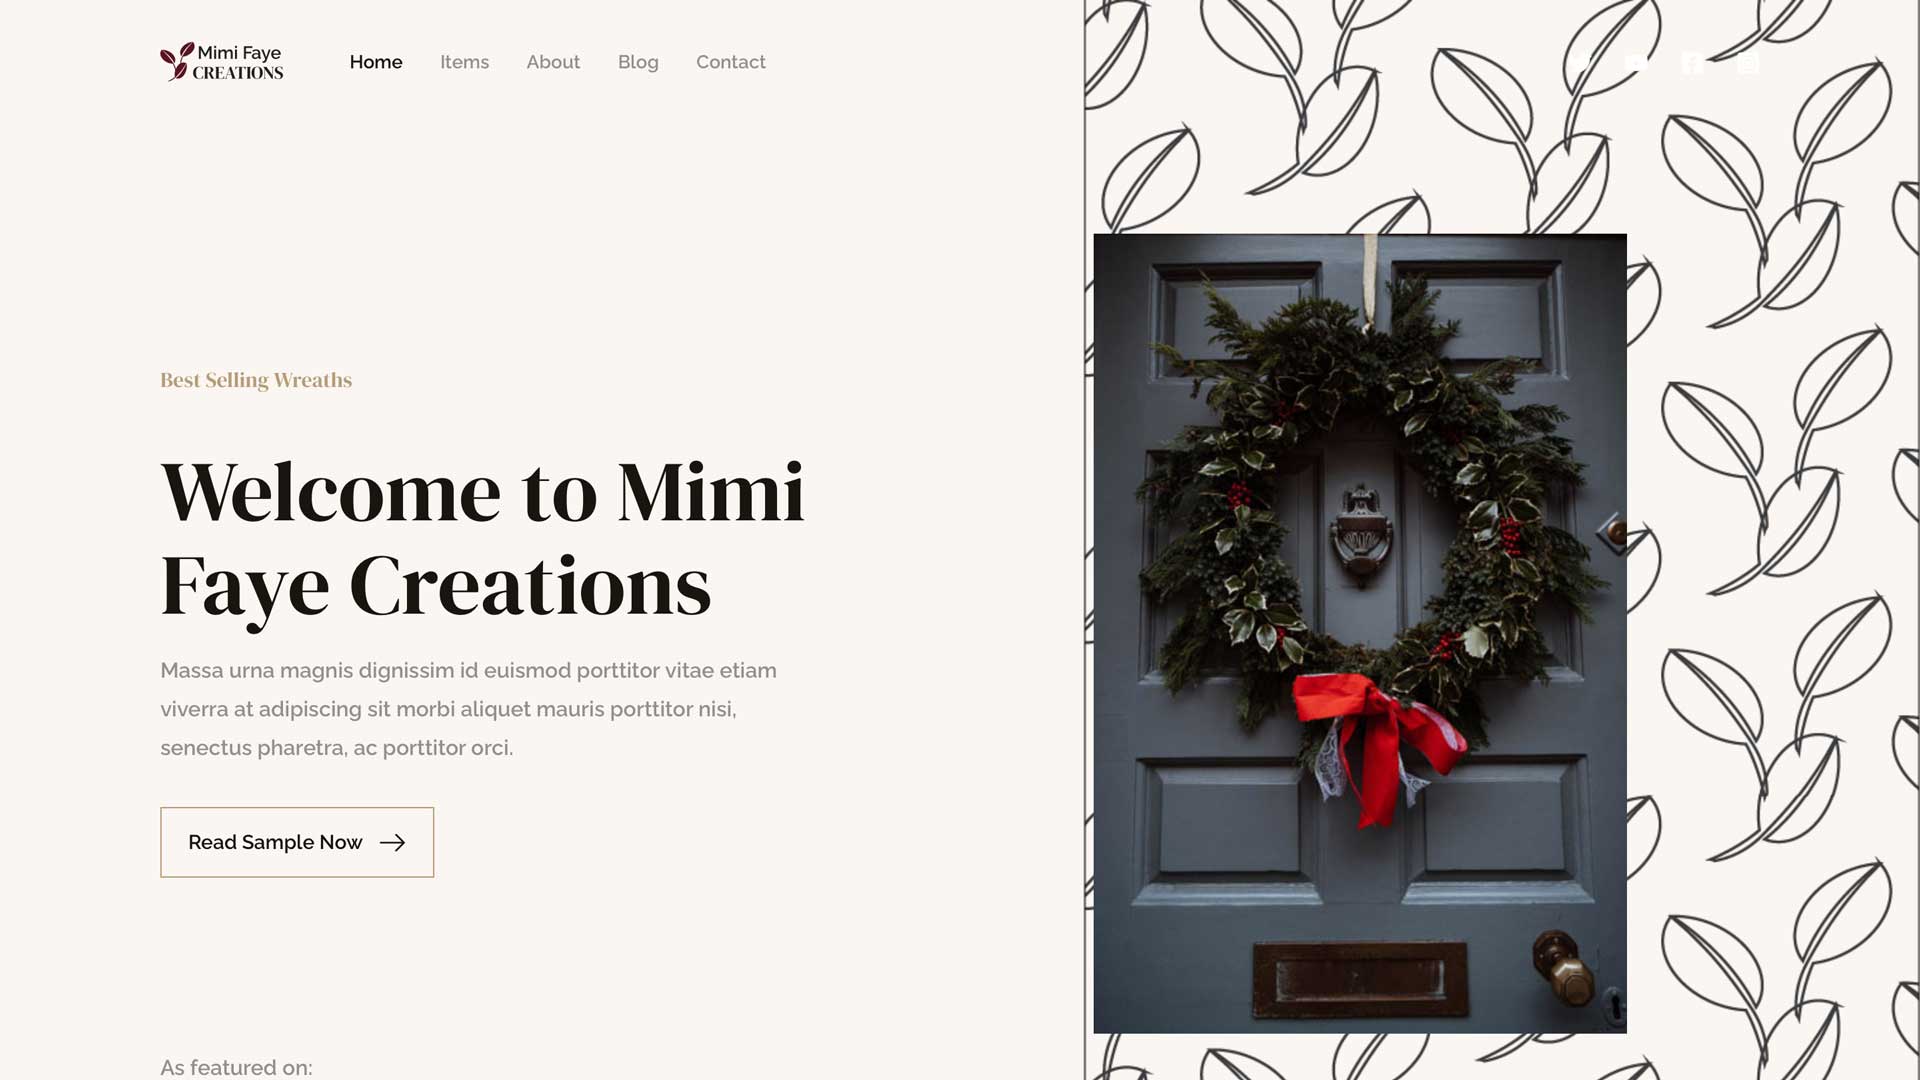 Mimi Faye
CREATIONS
Home Items About Blog Contact
Best Selling Wreaths
Welcome to Mimi
Faye Creations
Massa urna magnis dignissim id euismod porttitor vitae etiam
viverra at adipiscing sit morbi aliquet mauris porttitor nisi,
senectus pharetra, ac porttitor orci.
Read Sample Now
As featured on: